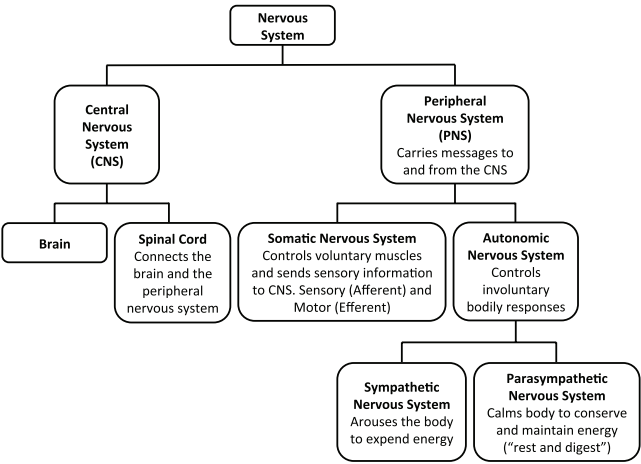 Nervous
System
Central
Nervous
System
(CNS)
Peripheral
Nervous System
(PNS)
Carries messages to
and from the CNS
Brain
Spinal Cord
Connects the
brain and the
peripheral
nervous system
Somatic Nervous System
Controls voluntary muscles
and sends sensory information
to CNS. Sensory (Afferent) and
Motor (Efferent)
Autonomic
Nervous System
Controls
involuntary
bodily responses
Sympathetic
Nervous System
Arouses the body
to expend energy
Parasympathetic
Nervous System
Calms body to conserve
and maintain energy
(“rest and digest”)